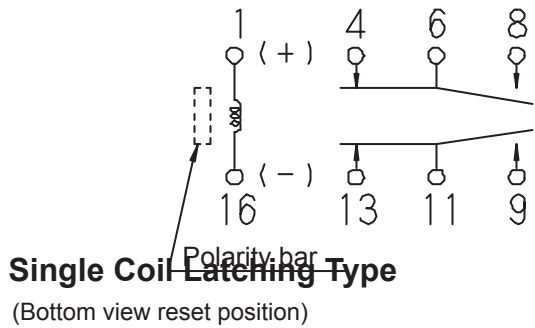 1 4 6 8
(+)
(-)
16 13 11 9
Polarity bar
Single Coil Latching Type
(Bottom view reset position)